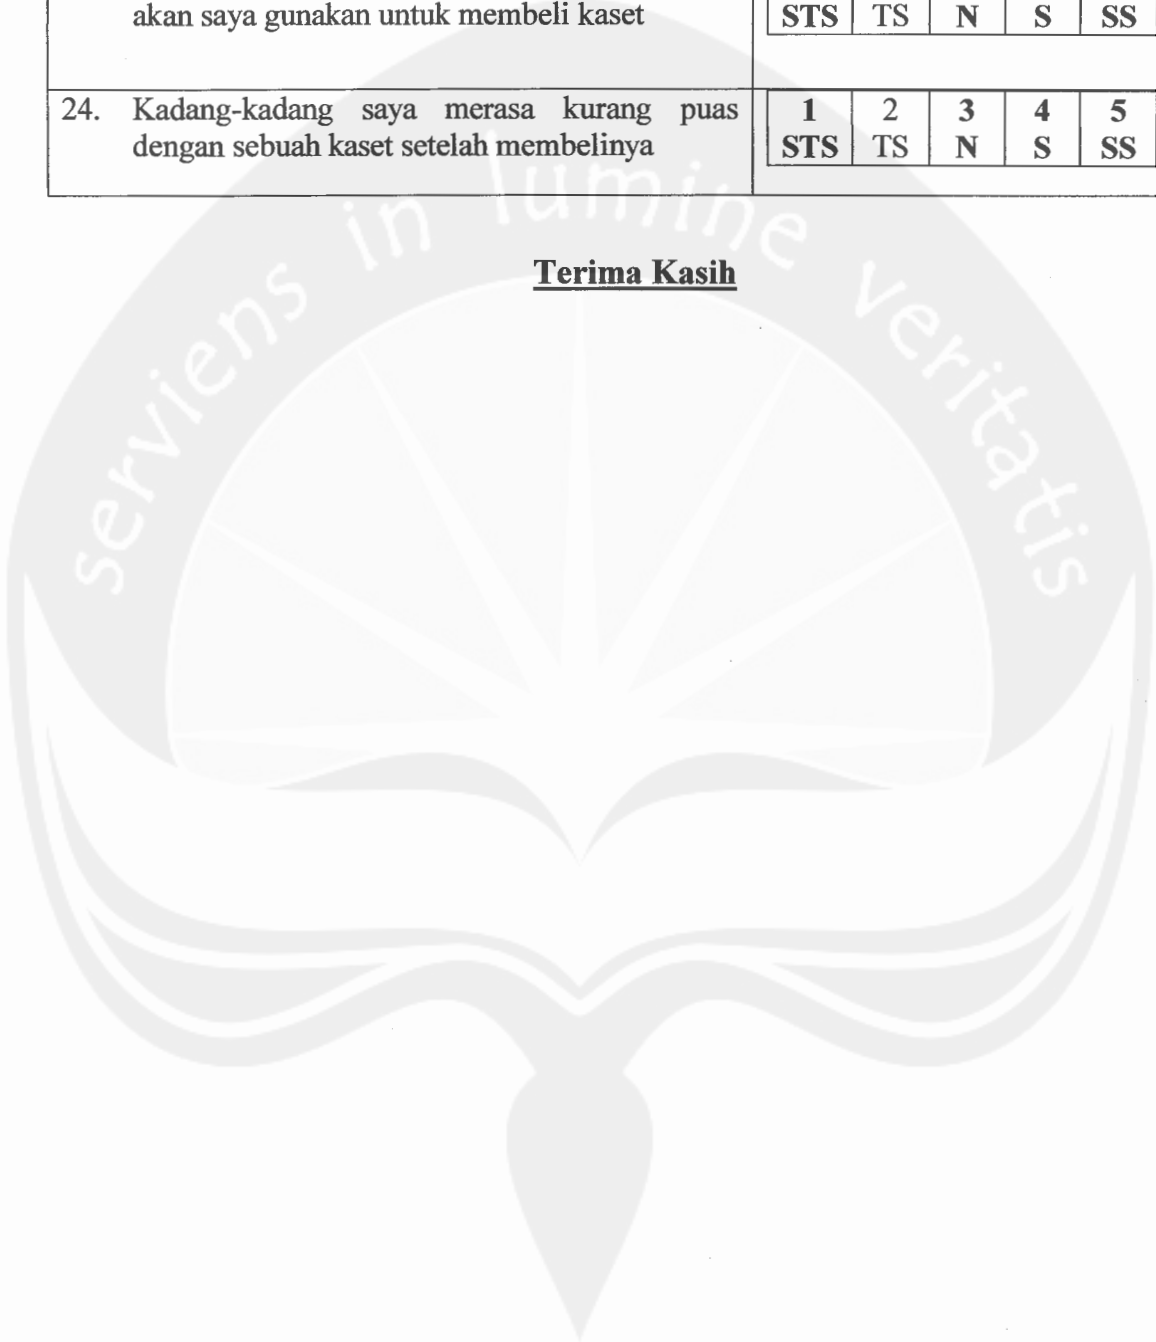 akan saya gunakan untuk membeli kaset
STS TS N S SS
24. Kadang-kadang saya merasa kurang puas
dengan sebuah kaset setelah membelinya
1 2 3 4 5
STS TS N S SS
Terima Kasih
serviens in lumine veritatis